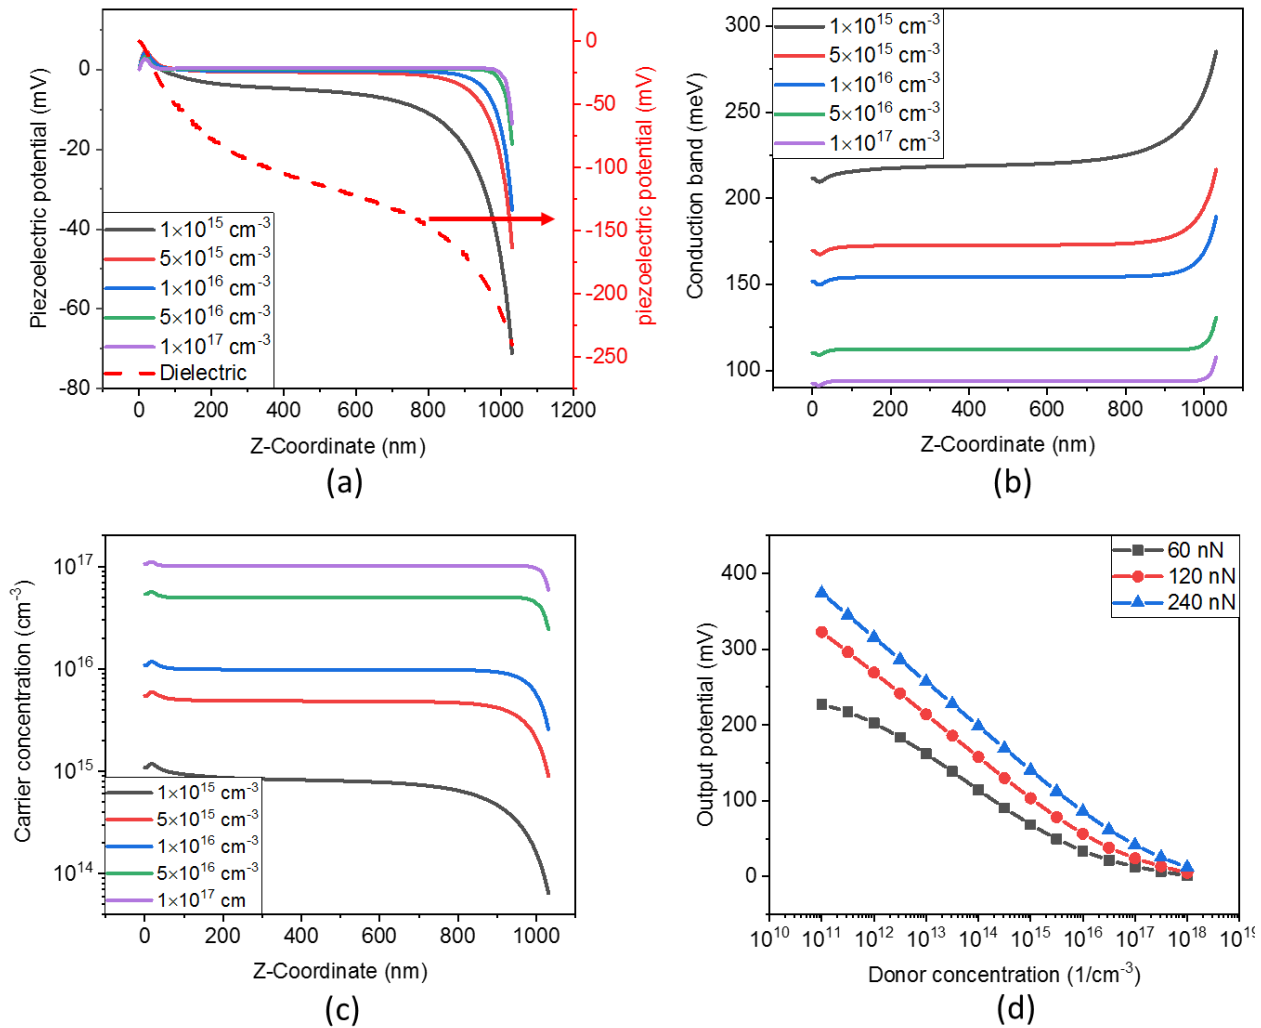 0
-20
-40
-60
-80
Piezoelectric potential (mV)
0
-50
-100
-150
-200
-250
piezoelectric potential (mV)
1×10¹⁵ cm⁻³
5×10¹⁵ cm⁻³
1×10¹⁶ cm⁻³
5×10¹⁶ cm⁻³
1×10¹⁷ cm⁻³
Dielectric
0 200 400 600 800 1000 1200
Z-Coordinate (nm)
(a)
300
250
200
150
100
Conduction band (meV)
1×10¹⁵ cm⁻³
5×10¹⁵ cm⁻³
1×10¹⁶ cm⁻³
5×10¹⁶ cm⁻³
1×10¹⁷ cm⁻³
0 200 400 600 800 1000
Z-Coordinate (nm)
(b)
10¹⁷
10¹⁶
10¹⁵
10¹⁴
Carrier concentration (cm⁻³)
1×10¹⁵ cm⁻³
5×10¹⁵ cm⁻³
1×10¹⁶ cm⁻³
5×10¹⁶ cm⁻³
1×10¹⁷ cm
0 200 400 600 800 1000
Z-Coordinate (nm)
(c)
400
300
200
100
0
Output potential (mV)
60 nN
120 nN
240 nN
10¹⁰ 10¹¹ 10¹² 10¹³ 10¹⁴ 10¹⁵ 10¹⁶ 10¹⁷ 10¹⁸ 10¹⁹
Donor concentration (1/cm⁻³)
(d)